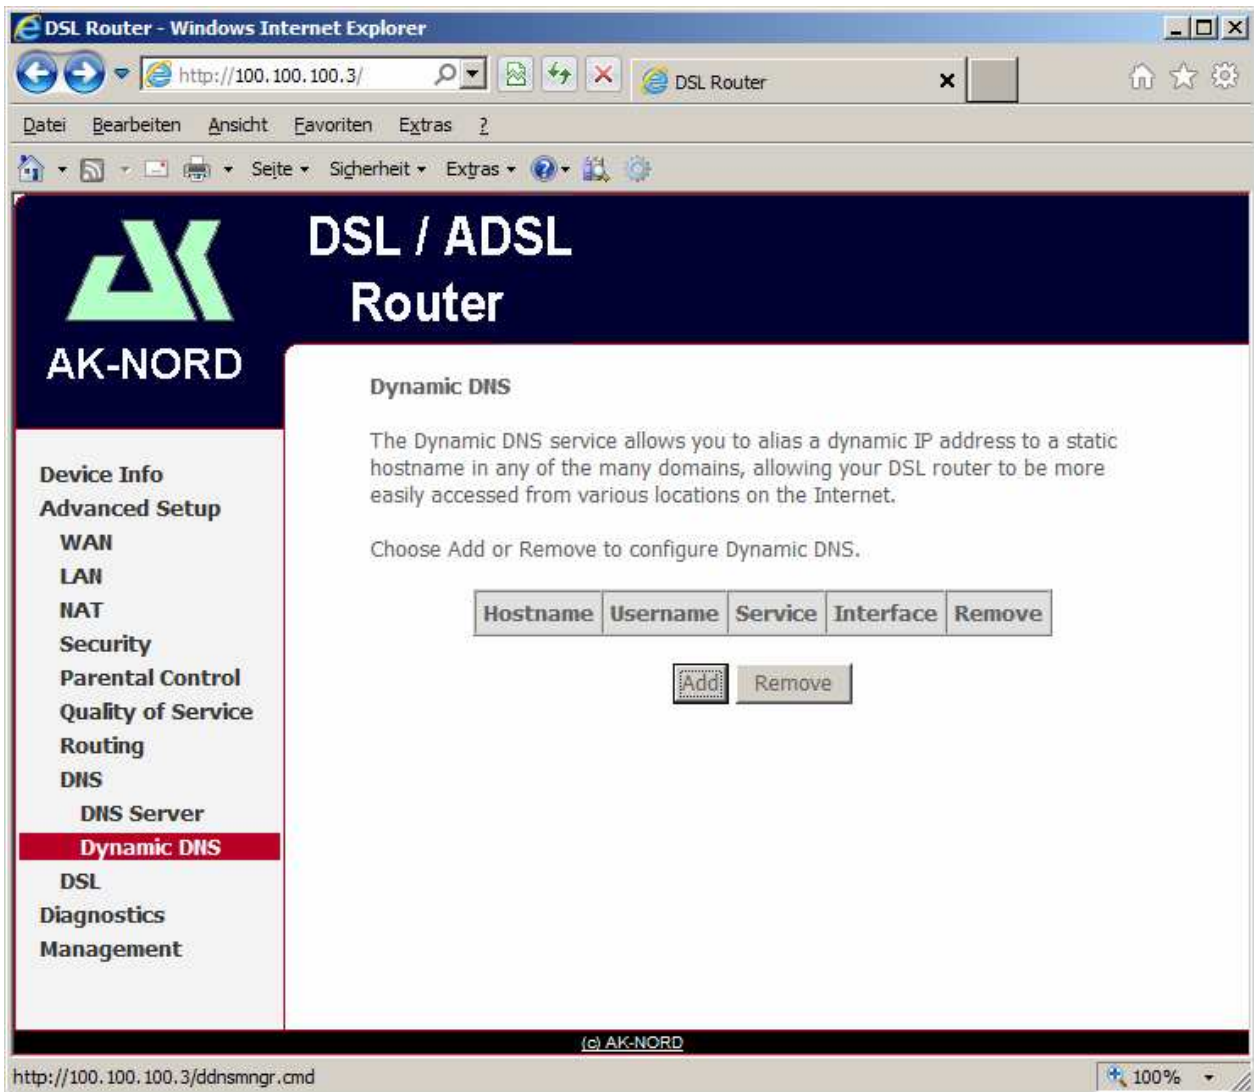 DSL Router - Windows Internet Explorer
http://100.100.100.3/
DSL Router
Datei Bearbeiten Ansicht Favoriten Extras ?
Seite Sicherheit Extras
DSL / ADSL
Router
AK-NORD
Device Info
Advanced Setup
WAN
LAN
NAT
Security
Parental Control
Quality of Service
Routing
DNS
DNS Server
Dynamic DNS
DSL
Diagnostics
Management
Dynamic DNS
The Dynamic DNS service allows you to alias a dynamic IP address to a static
hostname in any of the many domains, allowing your DSL router to be more
easily accessed from various locations on the Internet.
Choose Add or Remove to configure Dynamic DNS.
Hostname Username Service Interface Remove
Add Remove
(c) AK-NORD
http://100.100.100.3/ddnsmngr.cmd 100%